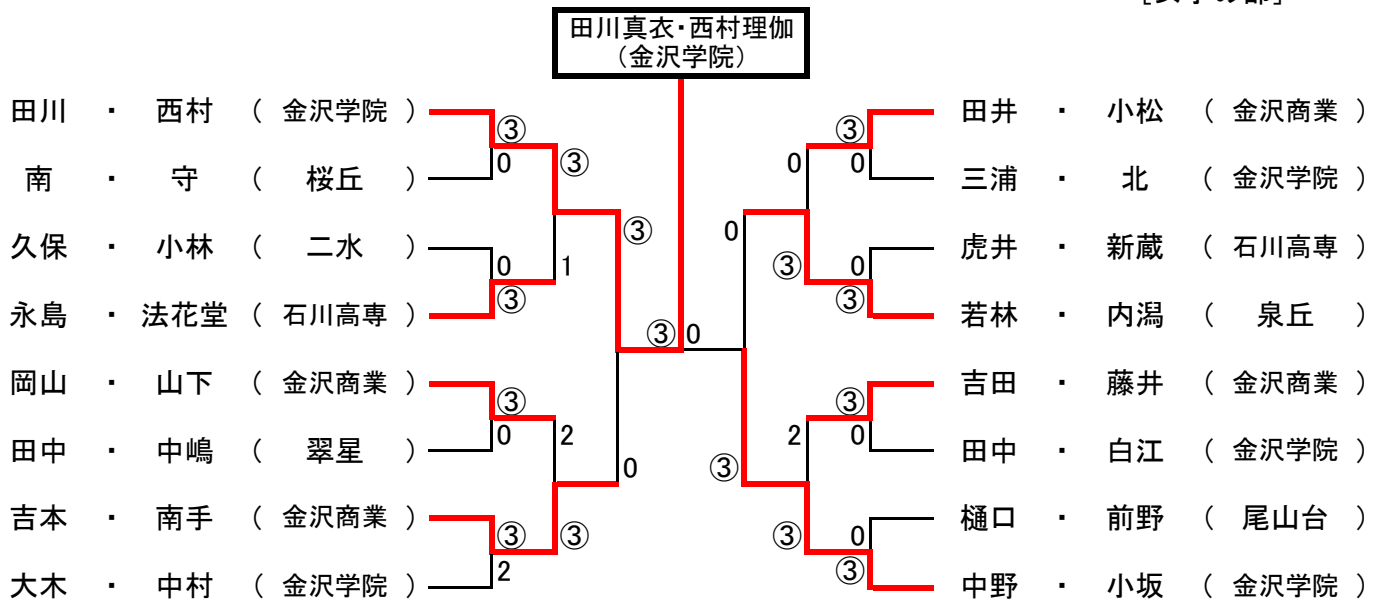 田川真衣・西村理伽
（金沢学院）
田川 ・ 西村 （ 金沢学院 ）
南 ・ 守 （ 桜丘 ）
久保 ・ 小林 （ 二水 ）
永島 ・ 法花堂 （ 石川高専 ）
岡山 ・ 山下 （ 金沢商業 ）
田中 ・ 中嶋 （ 翠星 ）
吉本 ・ 南手 （ 金沢商業 ）
大木 ・ 中村 （ 金沢学院 ）
③
0
0
③
③
0
③
2
③
1
2
③
③
0
③
0
0
③
0
③
2
③
③
0
0
③
③
0
0
③
田井 ・ 小松 （ 金沢商業 ）
三浦 ・ 北 （ 金沢学院 ）
虎井 ・ 新蔵 （ 石川高専 ）
若林 ・ 内潟 （ 泉丘 ）
吉田 ・ 藤井 （ 金沢商業 ）
田中 ・ 白江 （ 金沢学院 ）
樋口 ・ 前野 （ 尾山台 ）
中野 ・ 小坂 （ 金沢学院 ）